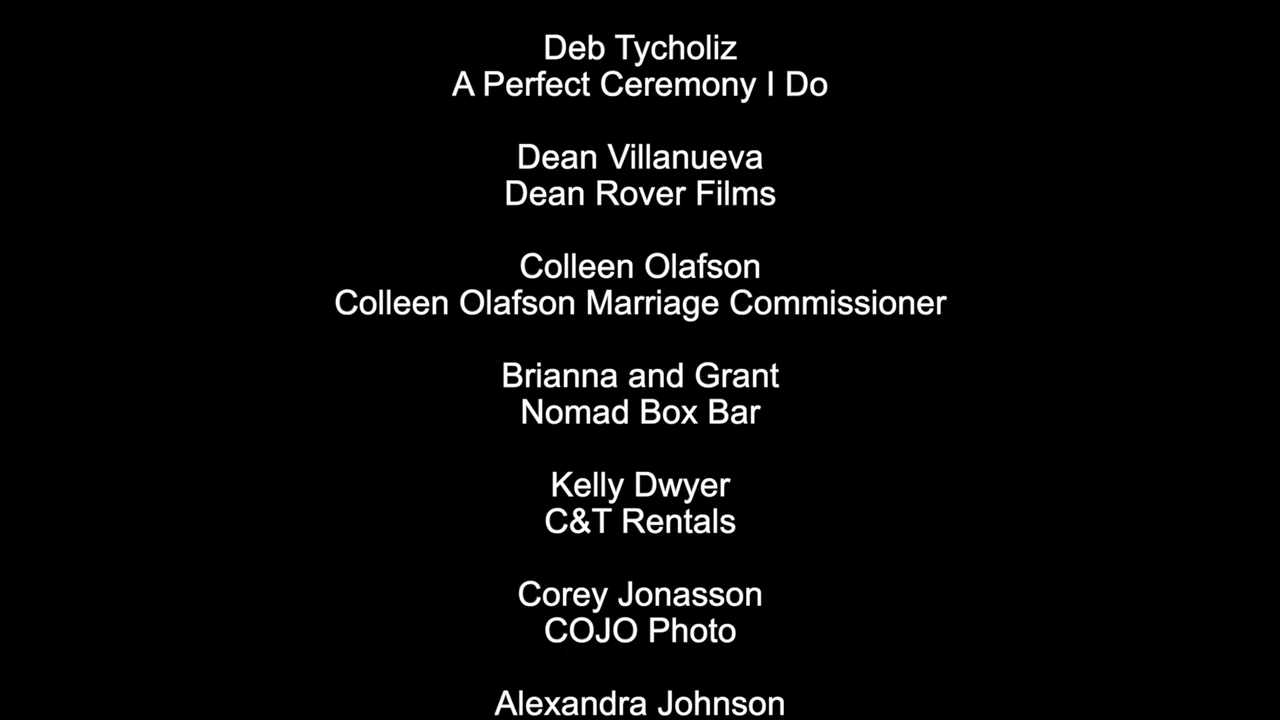 Deb Tycholiz
A Perfect Ceremony I Do
Dean Villanueva
Dean Rover Films
Colleen Olafson
Colleen Olafson Marriage Commissioner
Brianna and Grant
Nomad Box Bar
Kelly Dwyer
C&T Rentals
Corey Jonasson
COJO Photo
Alexandra Johnson